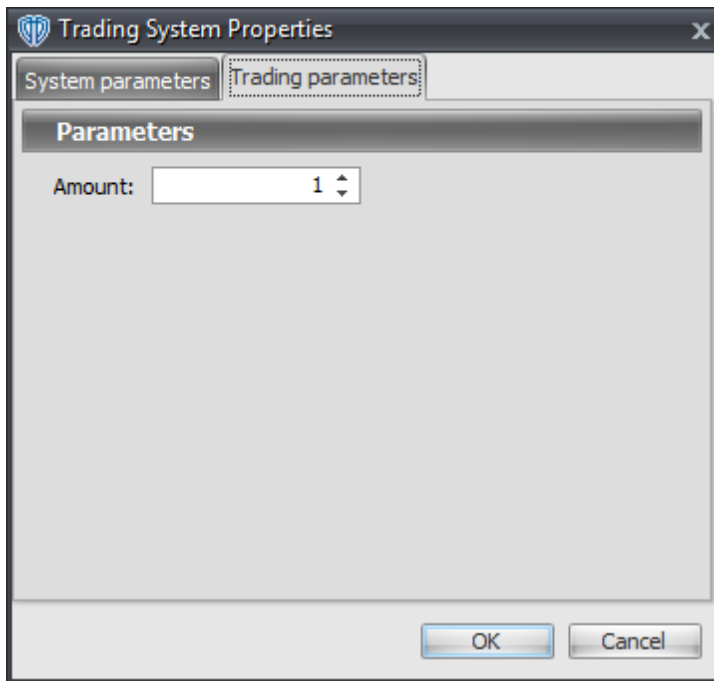 Trading System Properties
x
System parameters Trading parameters
Parameters
Amount: 1
OK Cancel